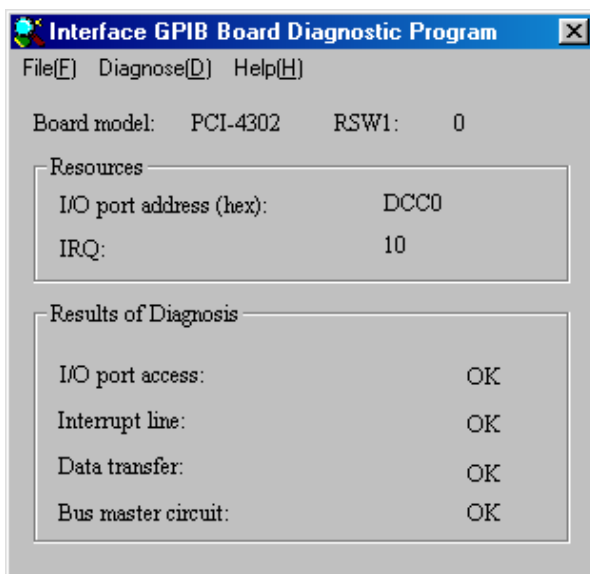 Interface GPIB Board Diagnostic Program
File(F) Diagnose(D) Help(H)
Board model: PCI-4302 RSW1: 0
Resources
I/O port address (hex): DCC0
IRQ: 10
Results of Diagnosis
I/O port access: OK
Interrupt line: OK
Data transfer: OK
Bus master circuit: OK